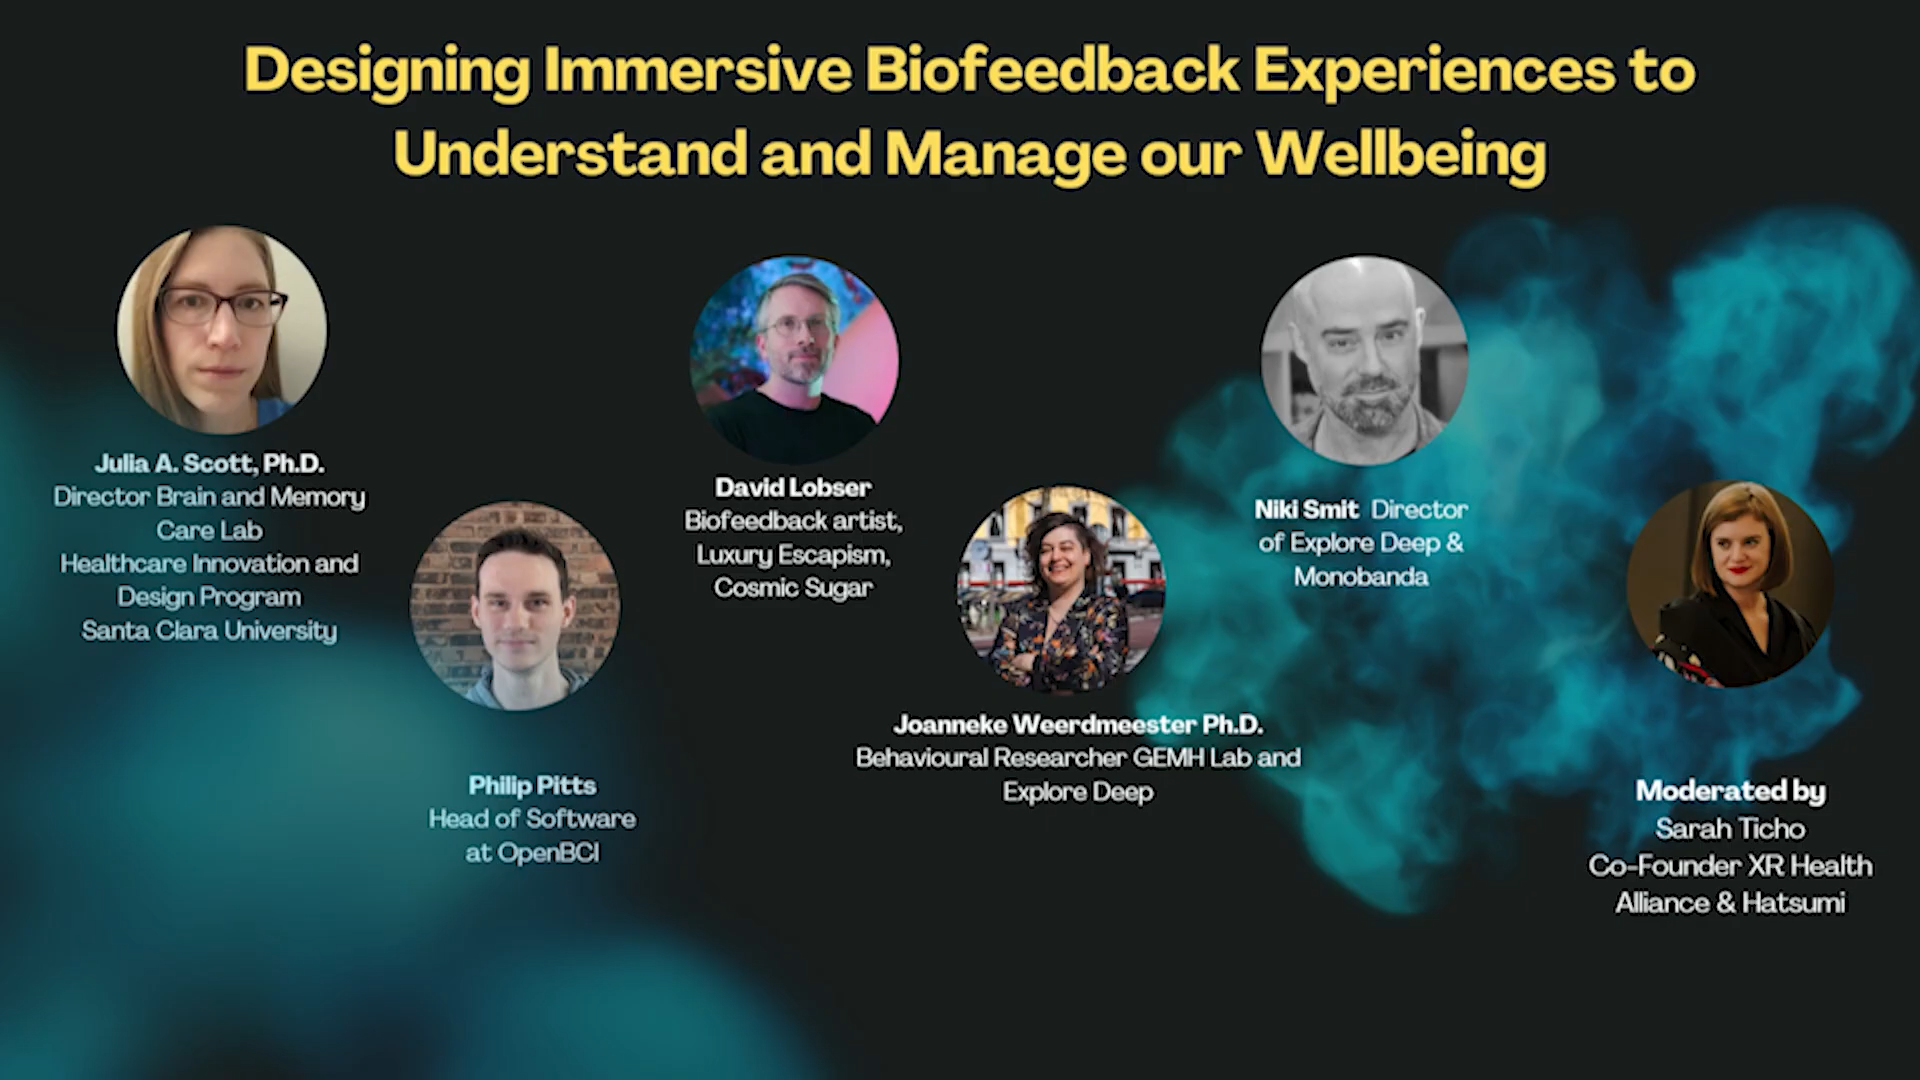 Designing Immersive Biofeedback Experiences to
Understand and Manage our Wellbeing
Julia A. Scott, Ph.D.
Director Brain and Memory
Care Lab
Healthcare Innovation and
Design Program
Santa Clara University
Philip Pitts
Head of Software
at OpenBCI
David Lobser
Biofeedback artist,
Luxury Escapism,
Cosmic Sugar
Joanneke Weerdmeester Ph.D.
Behavioural Researcher GEMH Lab and
Explore Deep
Niki Smit Director
of Explore Deep &
Monobanda
Moderated by
Sarah Ticho
Co-Founder XR Health
Alliance & Hatsumi